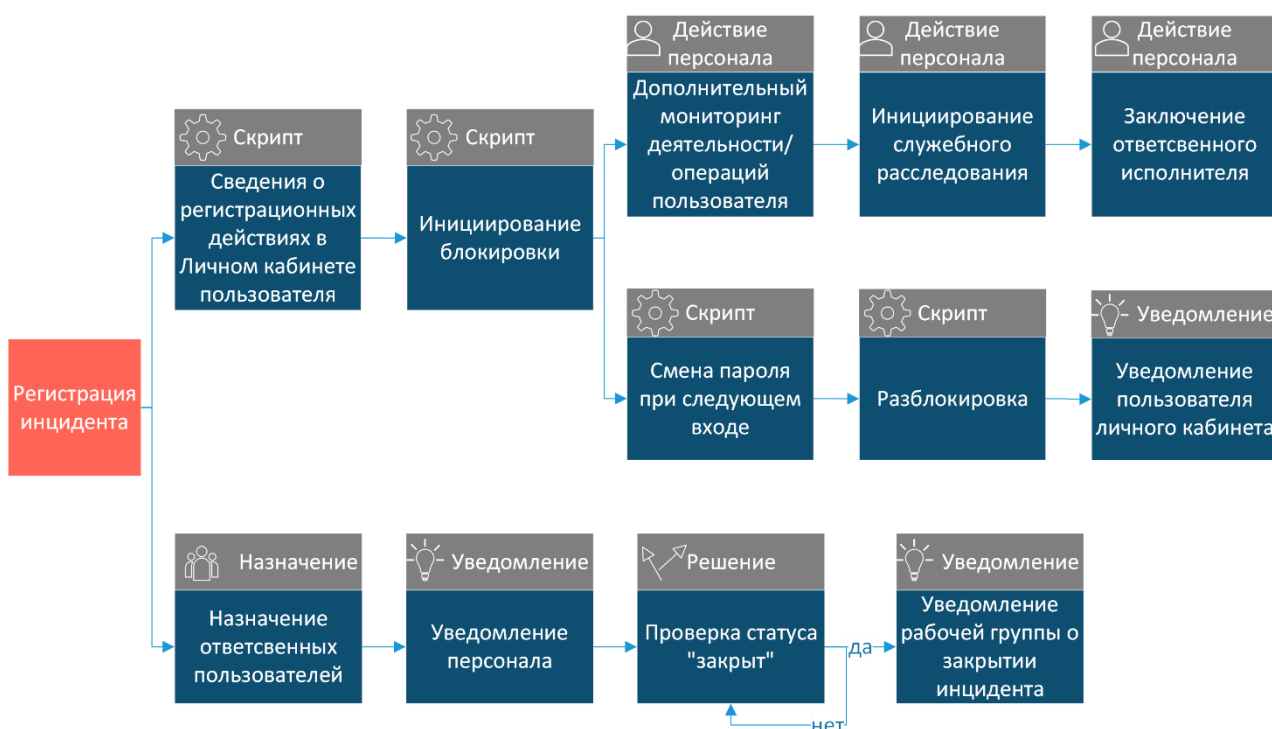 Действие
персонала
Дополнительный
мониторинг
деятельности/
операций
пользователя
Действие
персонала
Инициирование
служебного
расследования
Действие
персонала
Заключение
ответсвенного
исполнителя
Скрипт
Сведения о
регистрационных
действиях в
Личном кабинете
пользователя
Скрипт
Инициирование
блокировки
Скрипт
Смена пароля
при следующем
входе
Скрипт
Разблокировка
Уведомление
Уведомление
пользователя
личного кабинета
Регистрация
инцидента
Назначение
Назначение
ответсвенных
пользователей
Уведомление
Уведомление
персонала
Решение
Проверка статуса
"закрыт"
да
нет
Уведомление
Уведомление
рабочей группы о
закрытии
инцидента